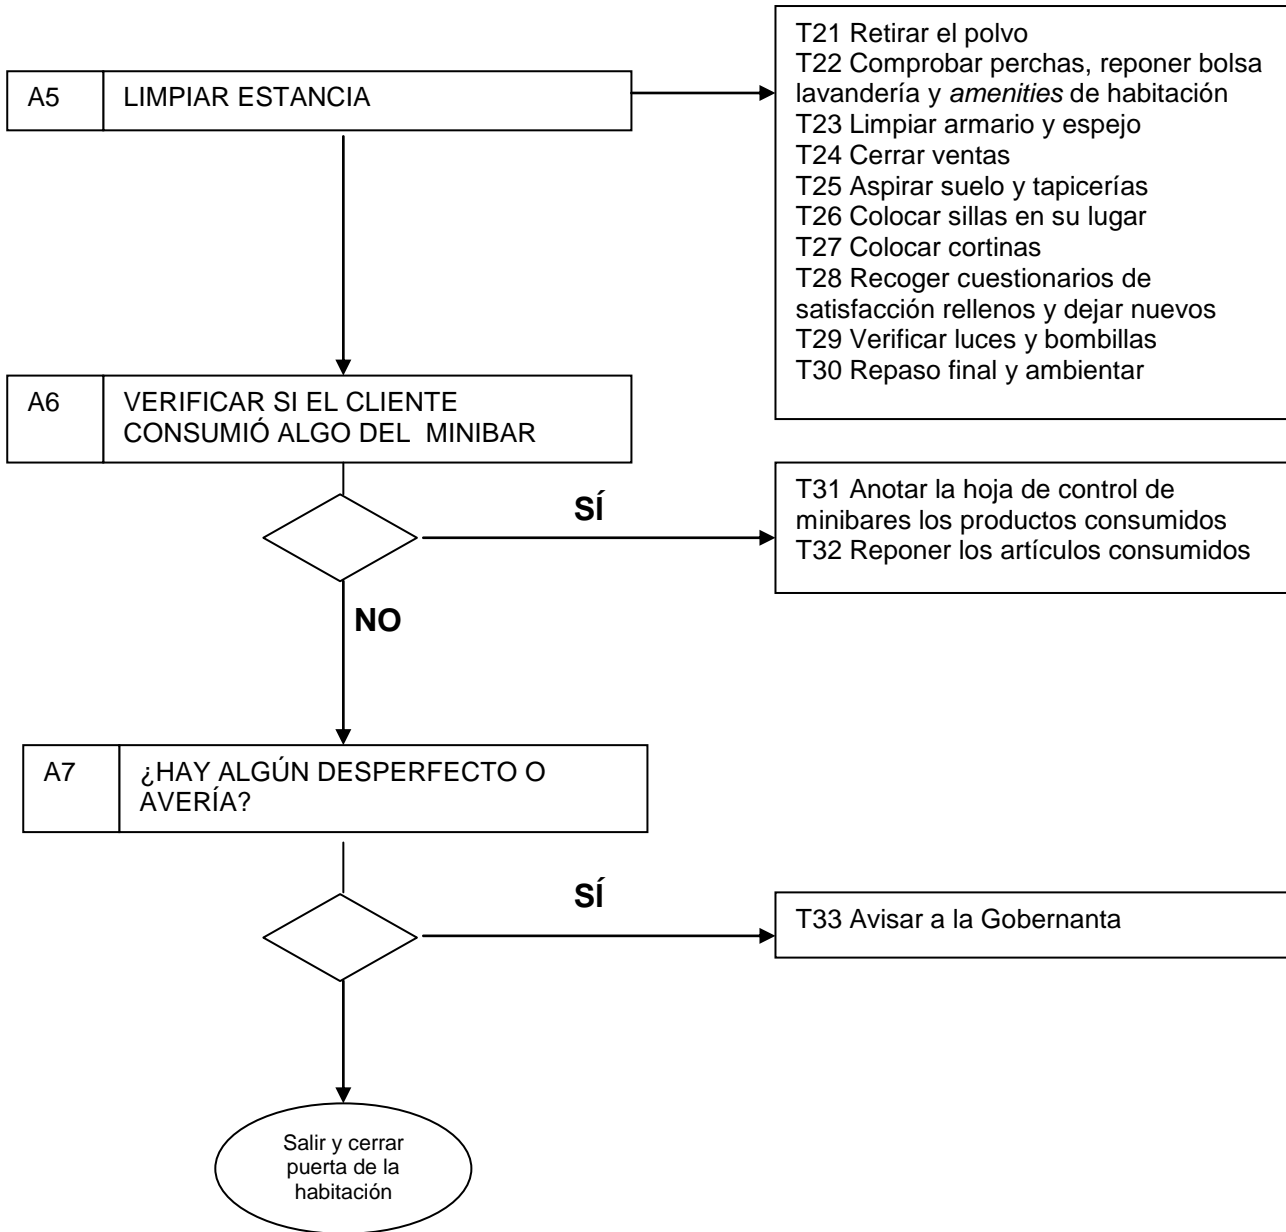 A5 LIMPIAR ESTANCIA
T21 Retirar el polvo
T22 Comprobar perchas, reponer bolsa
lavandería y amenities de habitación
T23 Limpiar armario y espejo
T24 Cerrar ventas
T25 Aspirar suelo y tapicerías
T26 Colocar sillas en su lugar
T27 Colocar cortinas
T28 Recoger cuestionarios de
satisfacción rellenos y dejar nuevos
T29 Verificar luces y bombillas
T30 Repaso final y ambientar
A6 VERIFICAR SI EL CLIENTE
CONSUMIÓ ALGO DEL MINIBAR
SÍ
T31 Anotar la hoja de control de
minibares los productos consumidos
T32 Reponer los artículos consumidos
NO
A7 ¿HAY ALGÚN DESPERFECTO O
AVERÍA?
SÍ
T33 Avisar a la Gobernanta
Salir y cerrar
puerta de la
habitación